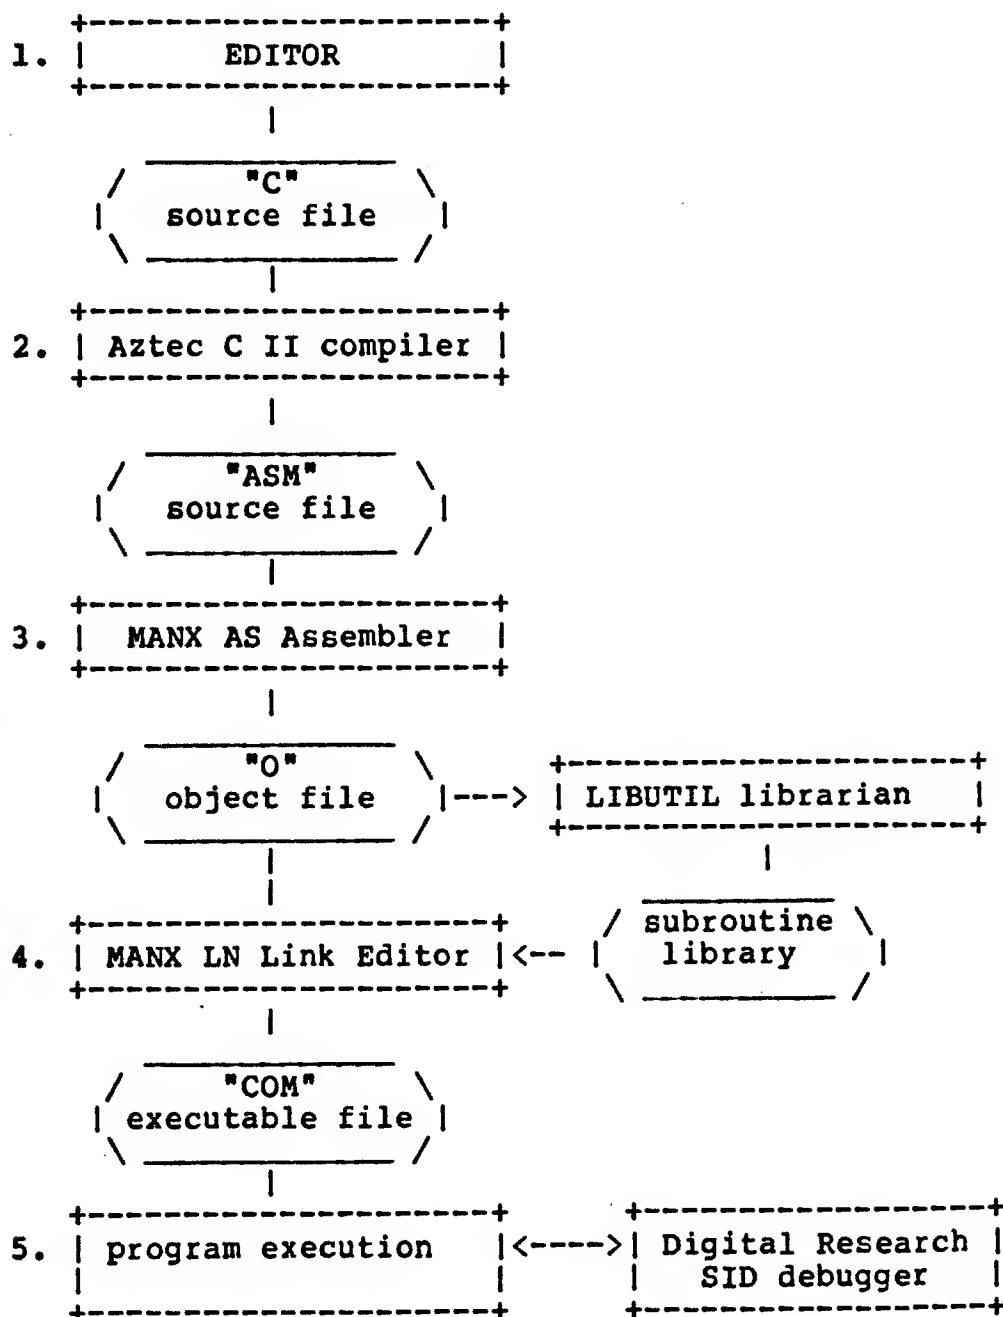 1. EDITOR
"C"
source file
2. Aztec C II compiler
"ASM"
source file
3. MANX AS Assembler
"O"
object file
LIBUTIL librarian
subroutine
library
4. MANX LN Link Editor
"COM"
executable file
5. program execution
Digital Research
SID debugger